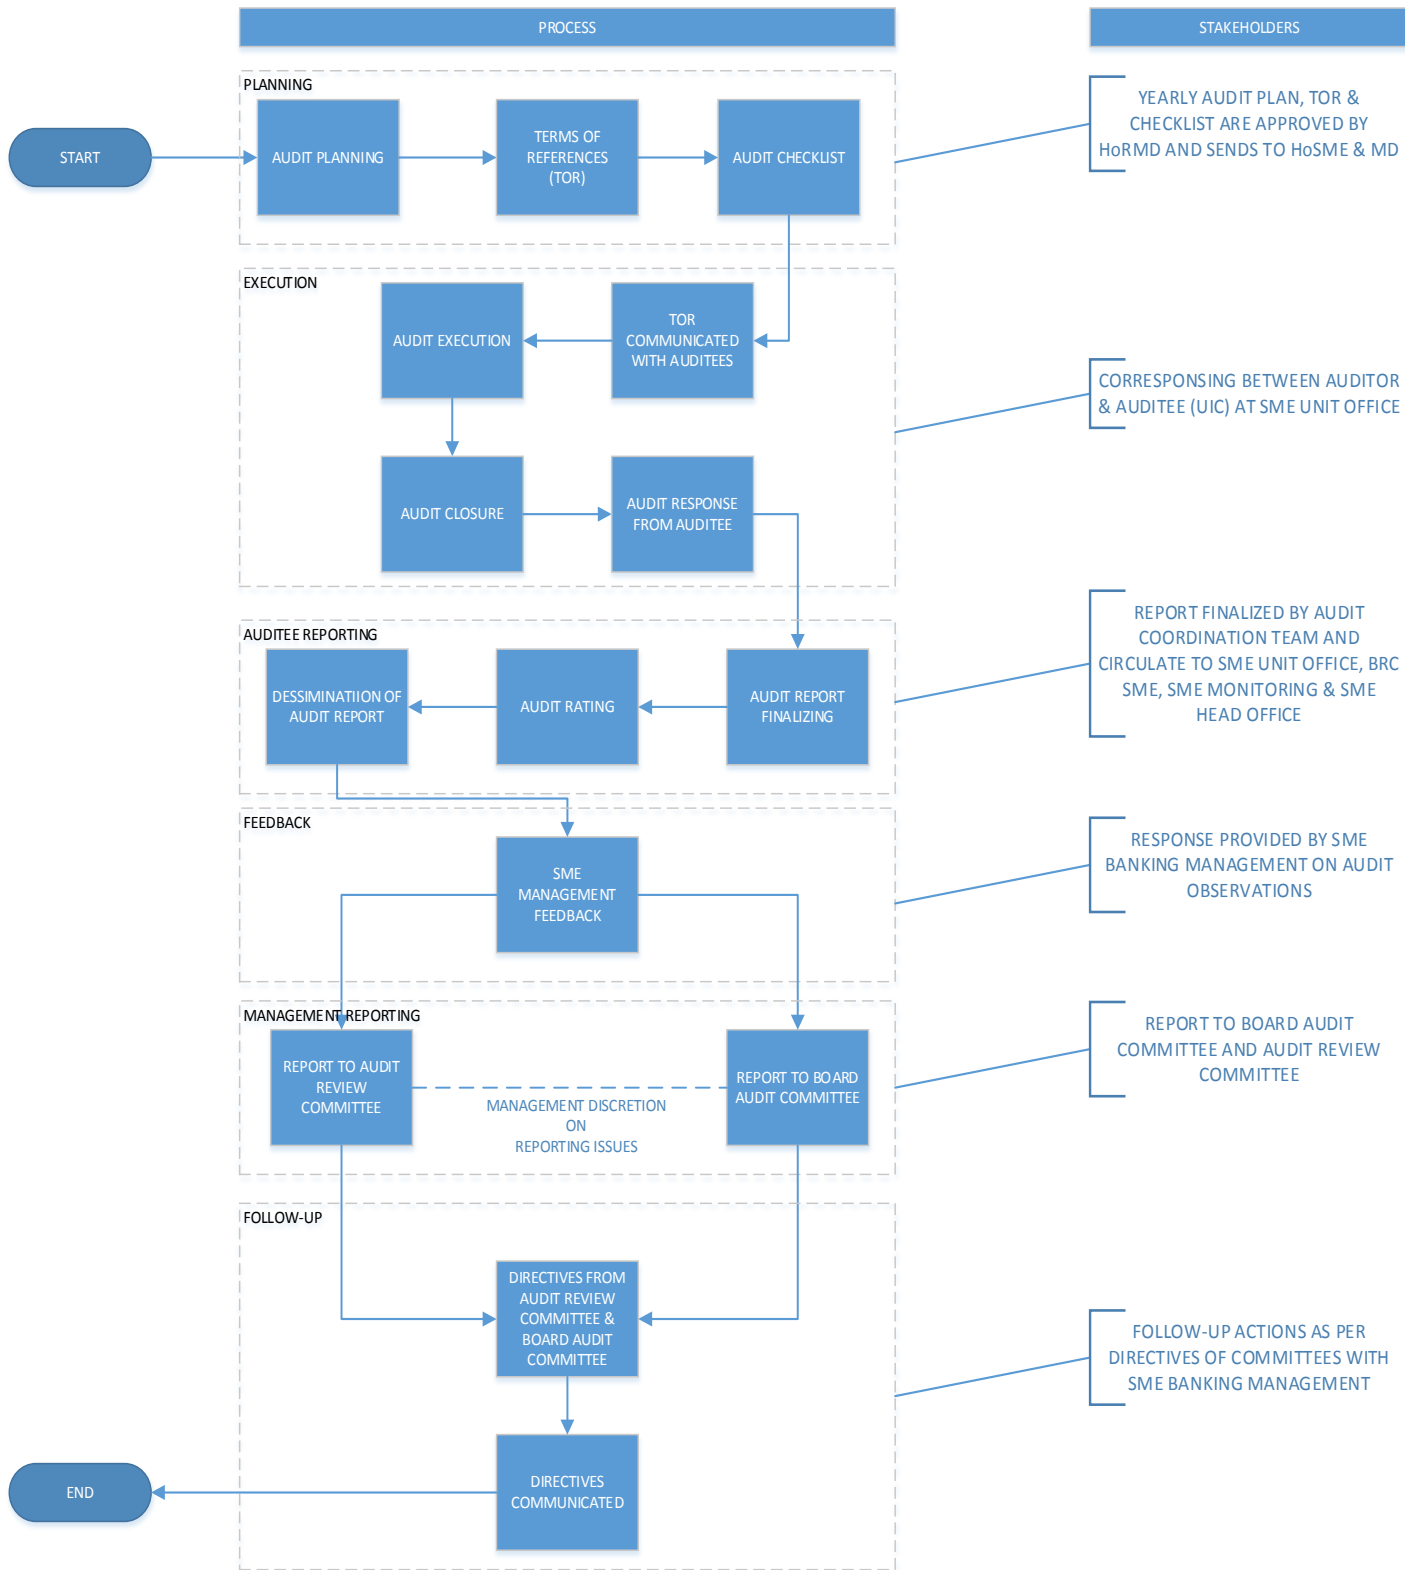 PROCESS
STAKEHOLDERS
PLANNING
START
AUDIT PLANNING
TERMS OF
REFERENCES
(TOR)
AUDIT CHECKLIST
YEARLY AUDIT PLAN, TOR &
CHECKLIST ARE APPROVED BY
HoRMD AND SENDS TO HoSME & MD
EXECUTION
AUDIT EXECUTION
TOR
COMMUNICATED
WITH AUDITEES
CORRESPONSING BETWEEN AUDITOR
& AUDITEE (UIC) AT SME UNIT OFFICE
AUDIT CLOSURE
AUDIT RESPONSE
FROM AUDITEE
AUDITEE REPORTING
DESSIMINATIION OF
AUDIT REPORT
AUDIT RATING
AUDIT REPORT
FINALIZING
REPORT FINALIZED BY AUDIT
COORDINATION TEAM AND
CIRCULATE TO SME UNIT OFFICE, BRC
SME, SME MONITORING & SME
HEAD OFFICE
FEEDBACK
SME
MANAGEMENT
FEEDBACK
RESPONSE PROVIDED BY SME
BANKING MANAGEMENT ON AUDIT
OBSERVATIONS
MANAGEMENT REPORTING
REPORT TO AUDIT
REVIEW
COMMITTEE
MANAGEMENT DISCRETION
ON
REPORTING ISSUES
REPORT TO BOARD
AUDIT COMMITTEE
REPORT TO BOARD AUDIT
COMMITTEE AND AUDIT REVIEW
COMMITTEE
FOLLOW-UP
DIRECTIVES FROM
AUDIT REVIEW
COMMITTEE &
BOARD AUDIT
COMMITTEE
FOLLOW-UP ACTIONS AS PER
DIRECTIVES OF COMMITTEES WITH
SME BANKING MANAGEMENT
END
DIRECTIVES
COMMUNICATED